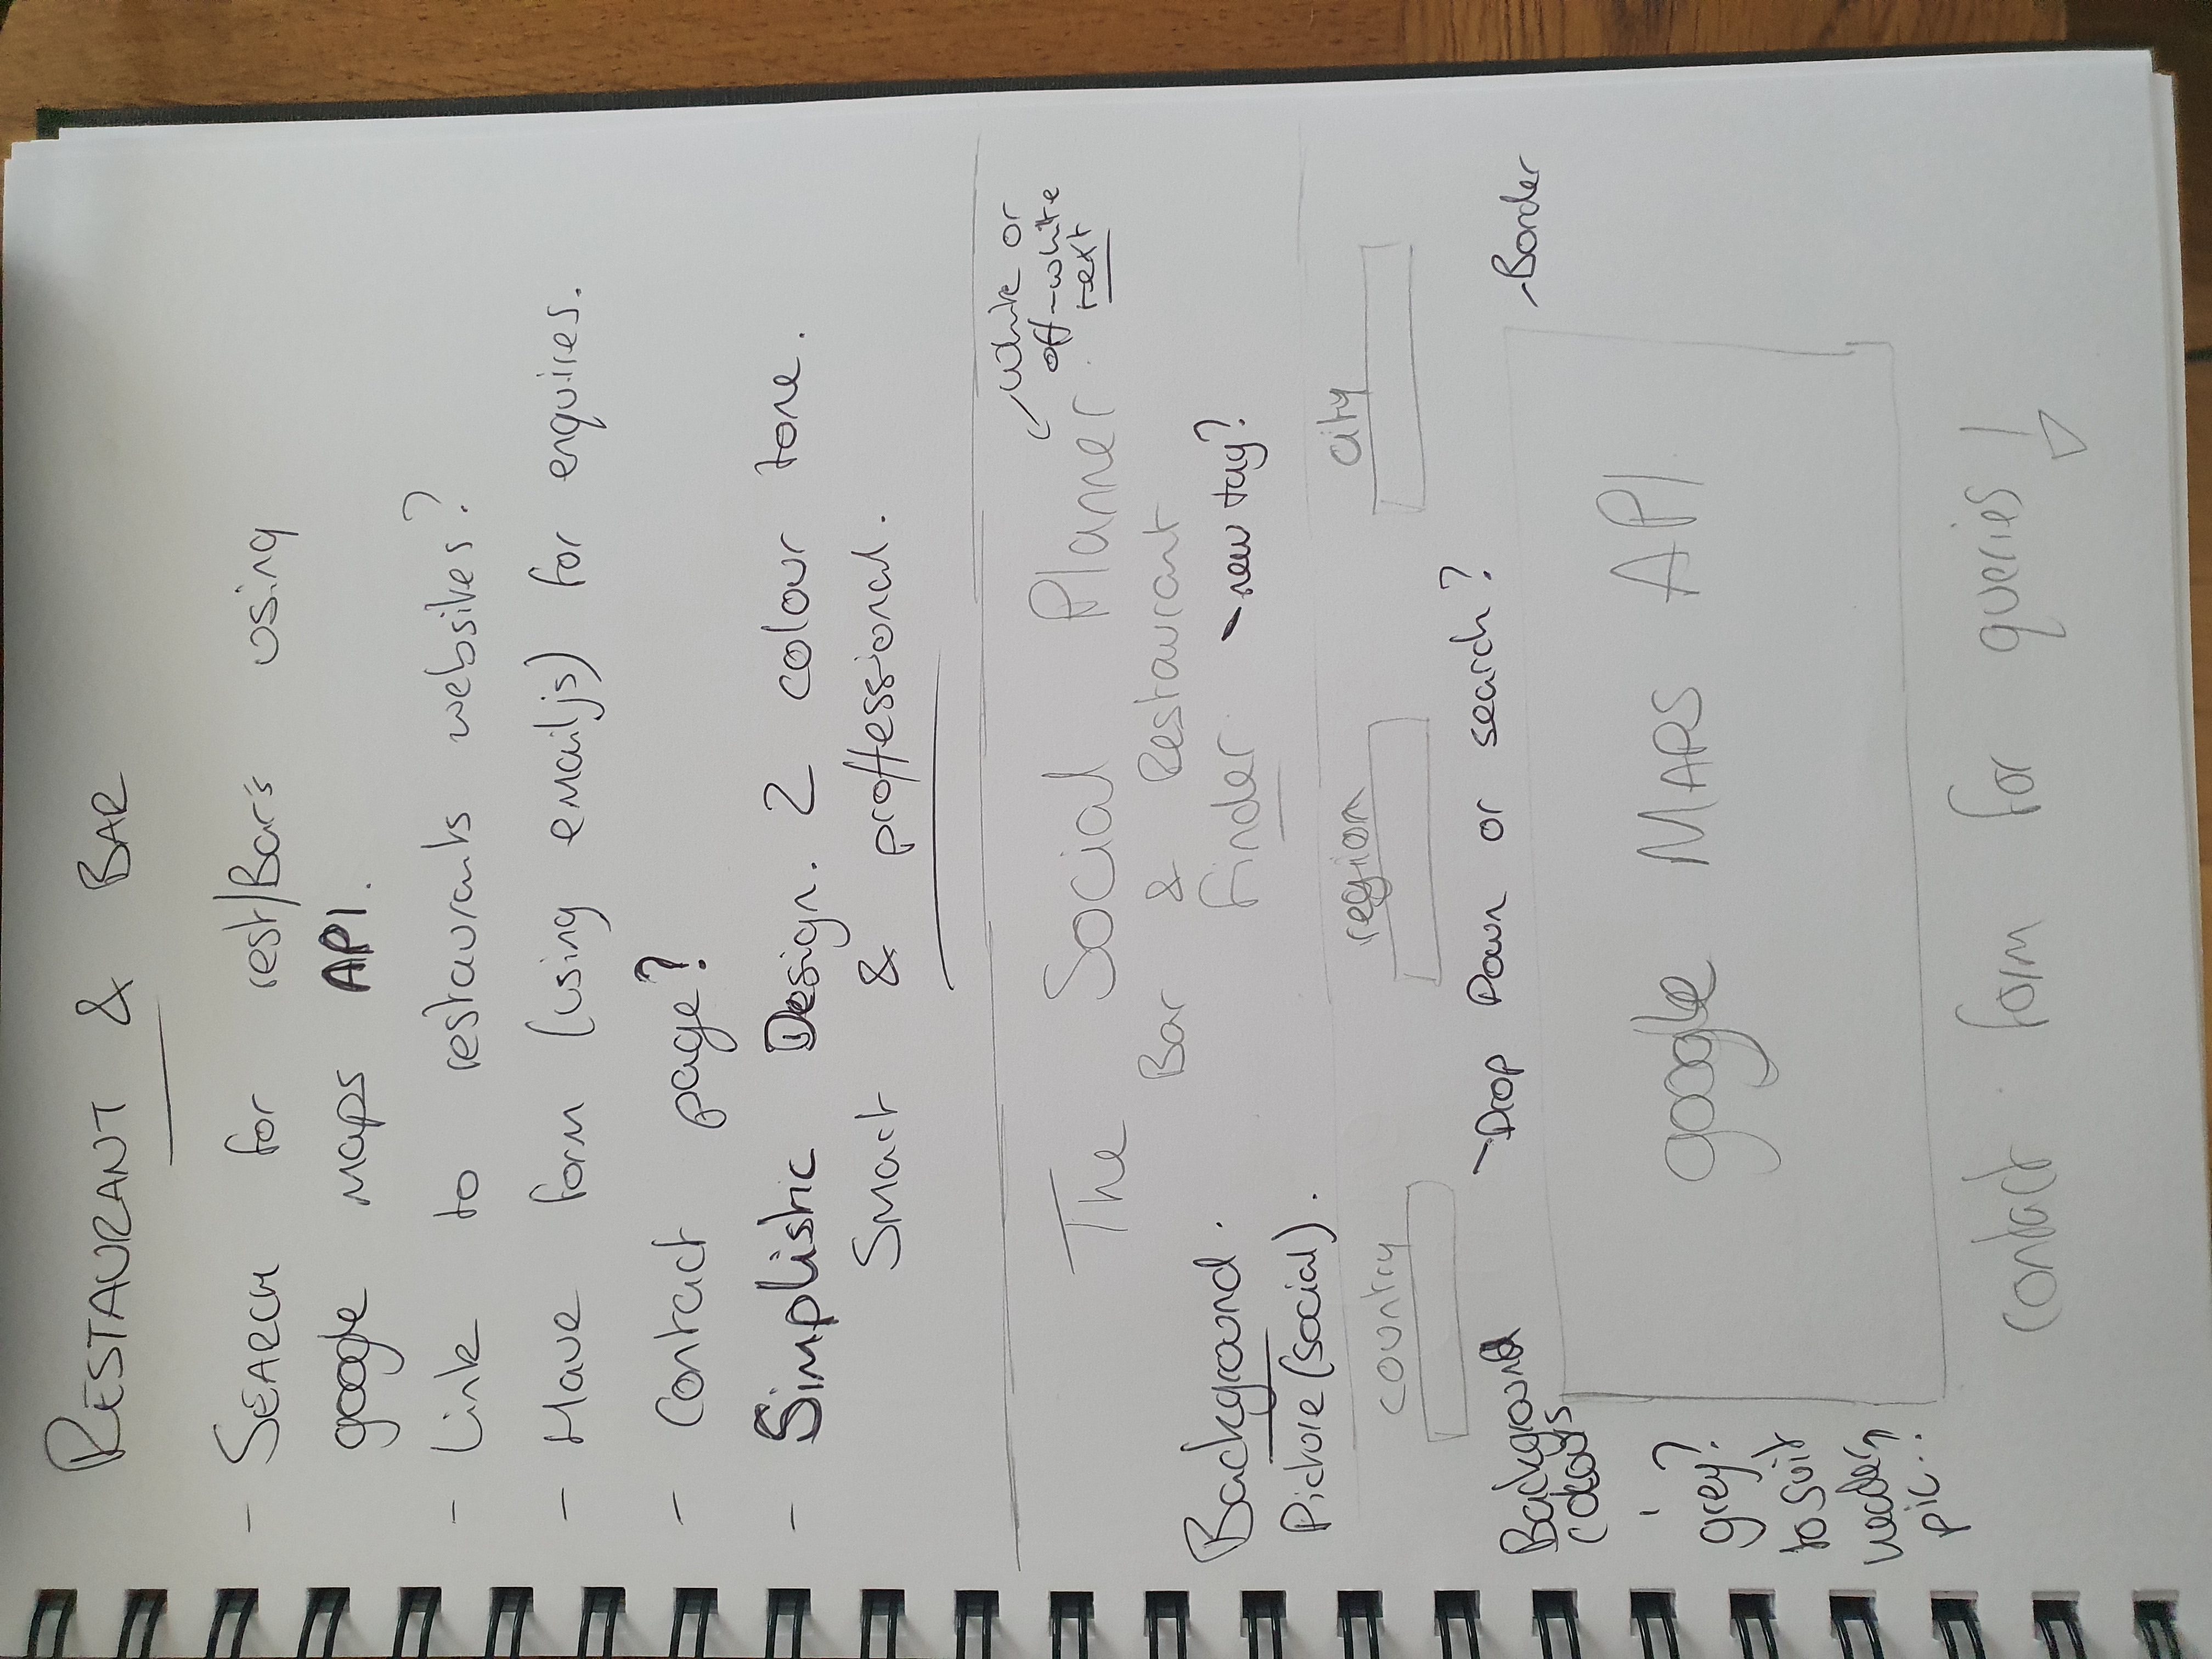 RESTAURANT & BAR
- SEARCH for rest/Bar's using
google maps API.
- Link to restaurants websites?
- Have form (using emailjs) for enquires.
- Contact page?
- Simplistic Design. 2 colour tone.
Smart & proffessional.
white or
off-white
text
The Social Planner
Bar & Restaurant
Finder
new tag?
Background.
Picture (social).
country region city
Drop Down or search?
Background
colours
grey?
to suit
header
pic..?
Border
google MAPS API
contact form for queries!